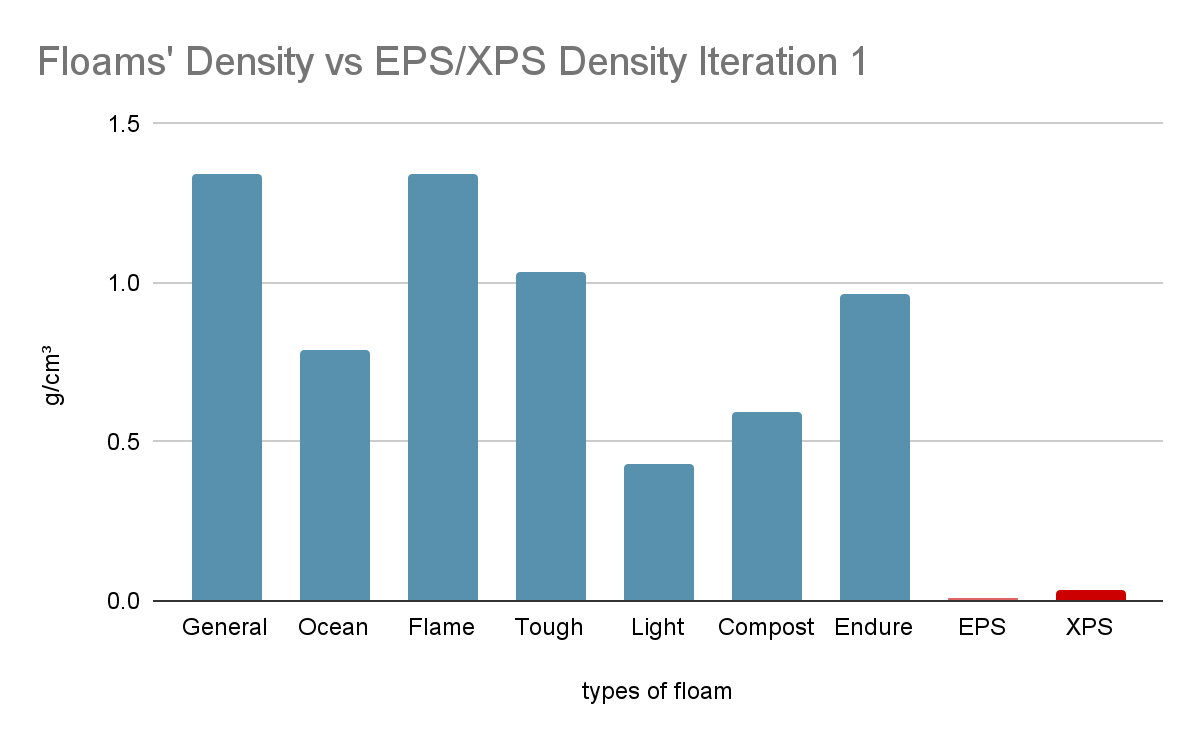 Floams' Density vs EPS/XPS Density Iteration 1
1.5
1.0
0.5
0.0
g/cm³
General Ocean Flame Tough Light Compost Endure EPS XPS
types of floam